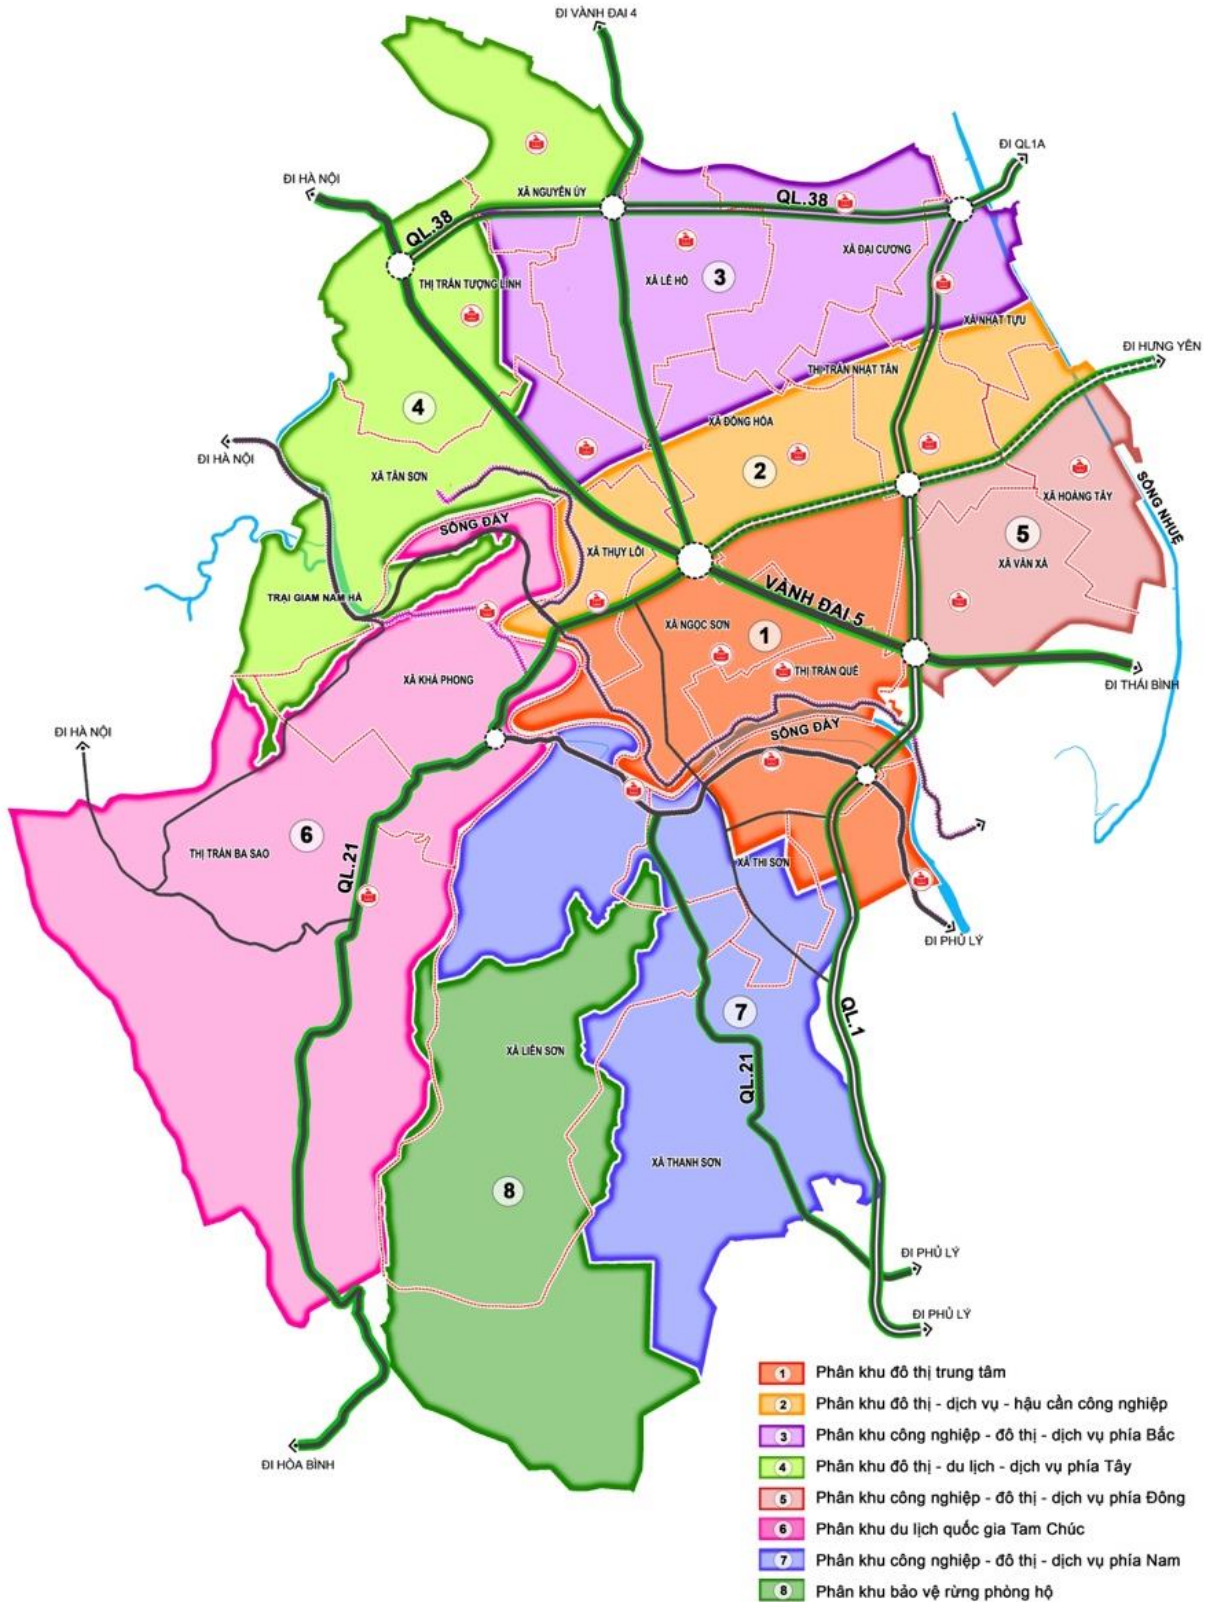 ĐI VÀNH ĐAI 4
ĐI QL1A
ĐI HÀ NỘI
XÃ NGUYỄN ÚY
QL.38
QL.38
XÃ ĐẠI CƯƠNG
THỊ TRẤN TƯỢNG LĨNH
XÃ LÊ HỒ
3
XÃ NHẬT TỰU
ĐI HƯNG YÊN
THỊ TRẤN NHẬT TÂN
4
XÃ ĐỒNG HÓA
ĐI HÀ NỘI
XÃ TÂN SƠN
2
XÃ HOÀNG TÂY
SÔNG NHUỆ
SÔNG ĐÁY
5
XÃ THỤY LÔI
XÃ VĂN XÁ
VÀNH ĐAI 5
TRẠI GIAM NAM HÀ
XÃ NGỌC SƠN
1
THỊ TRẤN QUẾ
XÃ KHẢ PHONG
ĐI THÁI BÌNH
ĐI HÀ NỘI
SÔNG ĐÁY
6
THỊ TRẤN BA SAO
QL.21
XÃ THI SƠN
ĐI PHỦ LÝ
7
QL.1
XÃ LIÊN SƠN
QL.21
XÃ THANH SƠN
8
ĐI PHỦ LÝ
ĐI PHỦ LÝ
ĐI HÒA BÌNH
1 Phân khu đô thị trung tâm
2 Phân khu đô thị - dịch vụ - hậu cần công nghiệp
3 Phân khu công nghiệp - đô thị - dịch vụ phía Bắc
4 Phân khu đô thị - du lịch - dịch vụ phía Tây
5 Phân khu công nghiệp - đô thị - dịch vụ phía Đông
6 Phân khu du lịch quốc gia Tam Chúc
7 Phân khu công nghiệp - đô thị - dịch vụ phía Nam
8 Phân khu bảo vệ rừng phòng hộ